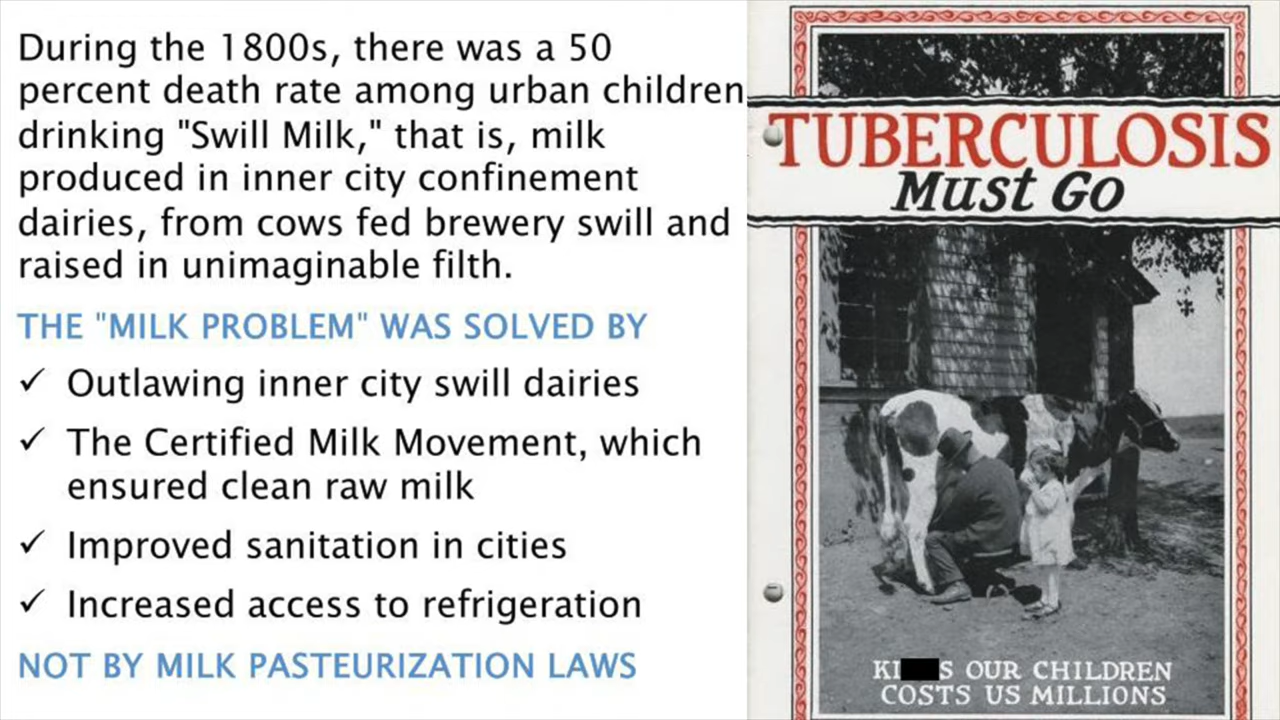 During the 1800s, there was a 50
percent death rate among urban children
drinking "Swill Milk," that is, milk
produced in inner city confinement
dairies, from cows fed brewery swill and
raised in unimaginable filth.
THE "MILK PROBLEM" WAS SOLVED BY
✓ Outlawing inner city swill dairies
✓ The Certified Milk Movement, which
ensured clean raw milk
✓ Improved sanitation in cities
✓ Increased access to refrigeration
NOT BY MILK PASTEURIZATION LAWS
TUBERCULOSIS
Must Go
OUR CHILDREN
COSTS US MILLIONS